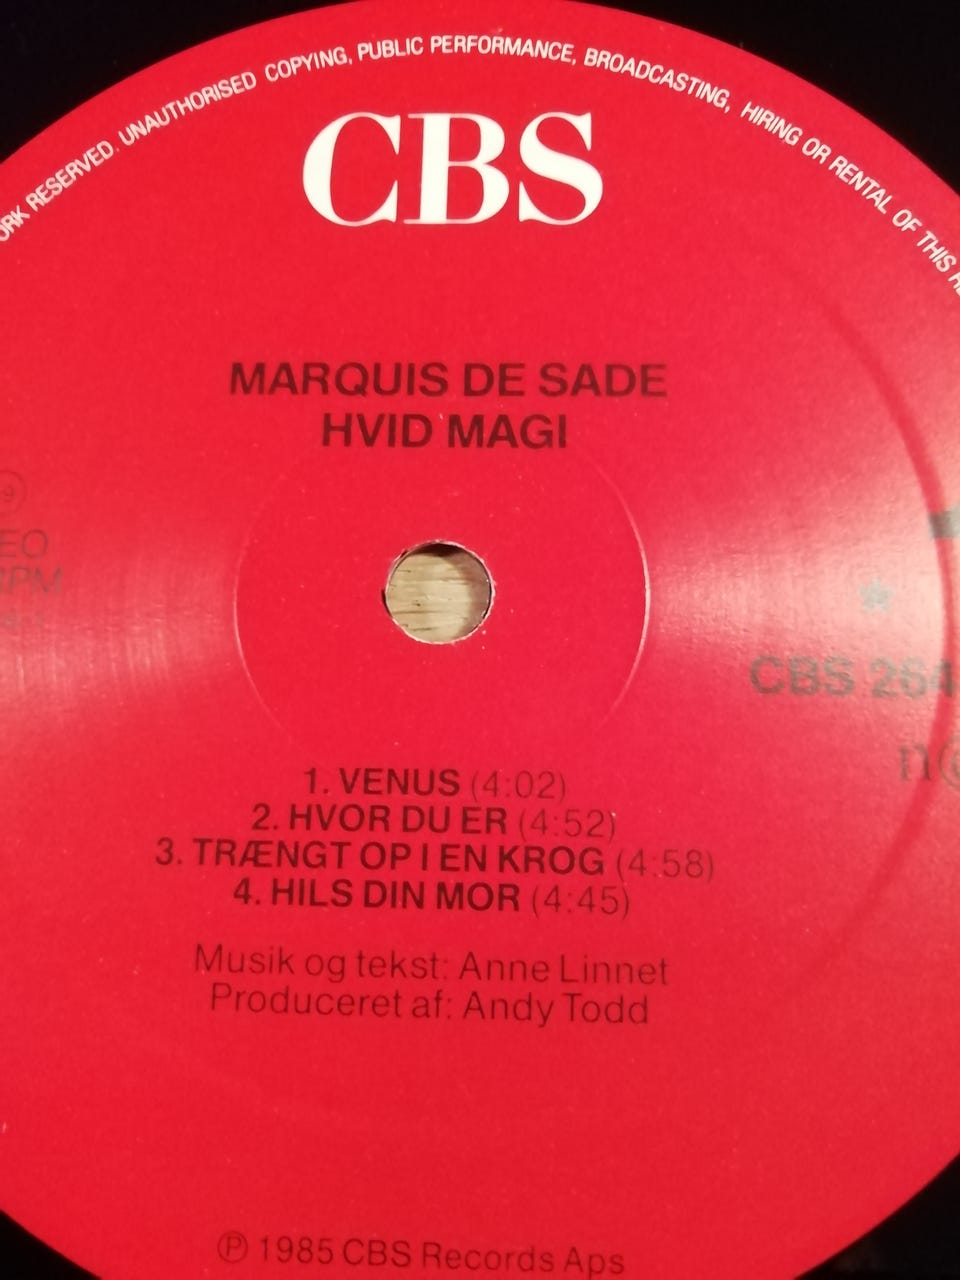 RESERVED. UNAUTHORISED COPYING, PUBLIC PERFORMANCE, BROADCASTING, HIRING OR RENTAL OF THIS
CBS
MARQUIS DE SADE
HVID MAGI
CBS 264
1. VENUS (4:02)
2. HVOR DU ER (4:52)
3. TRÆNGT OP I EN KROG (4:58)
4. HILS DIN MOR (4:45)
Musik og tekst: Anne Linnet
Produceret af: Andy Todd
℗ 1985 CBS Records Aps